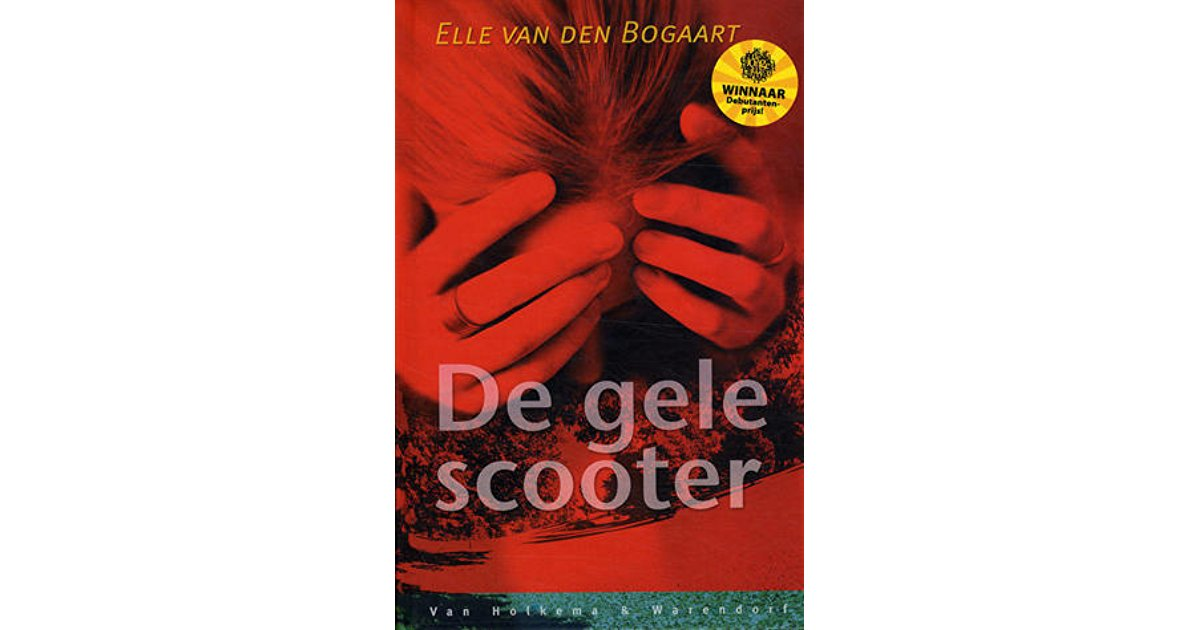 ELLE VAN DEN BOGAART
WINNAAR
Debutanten-
prijs!
De gele
scooter
Van Holkema & Warendorf